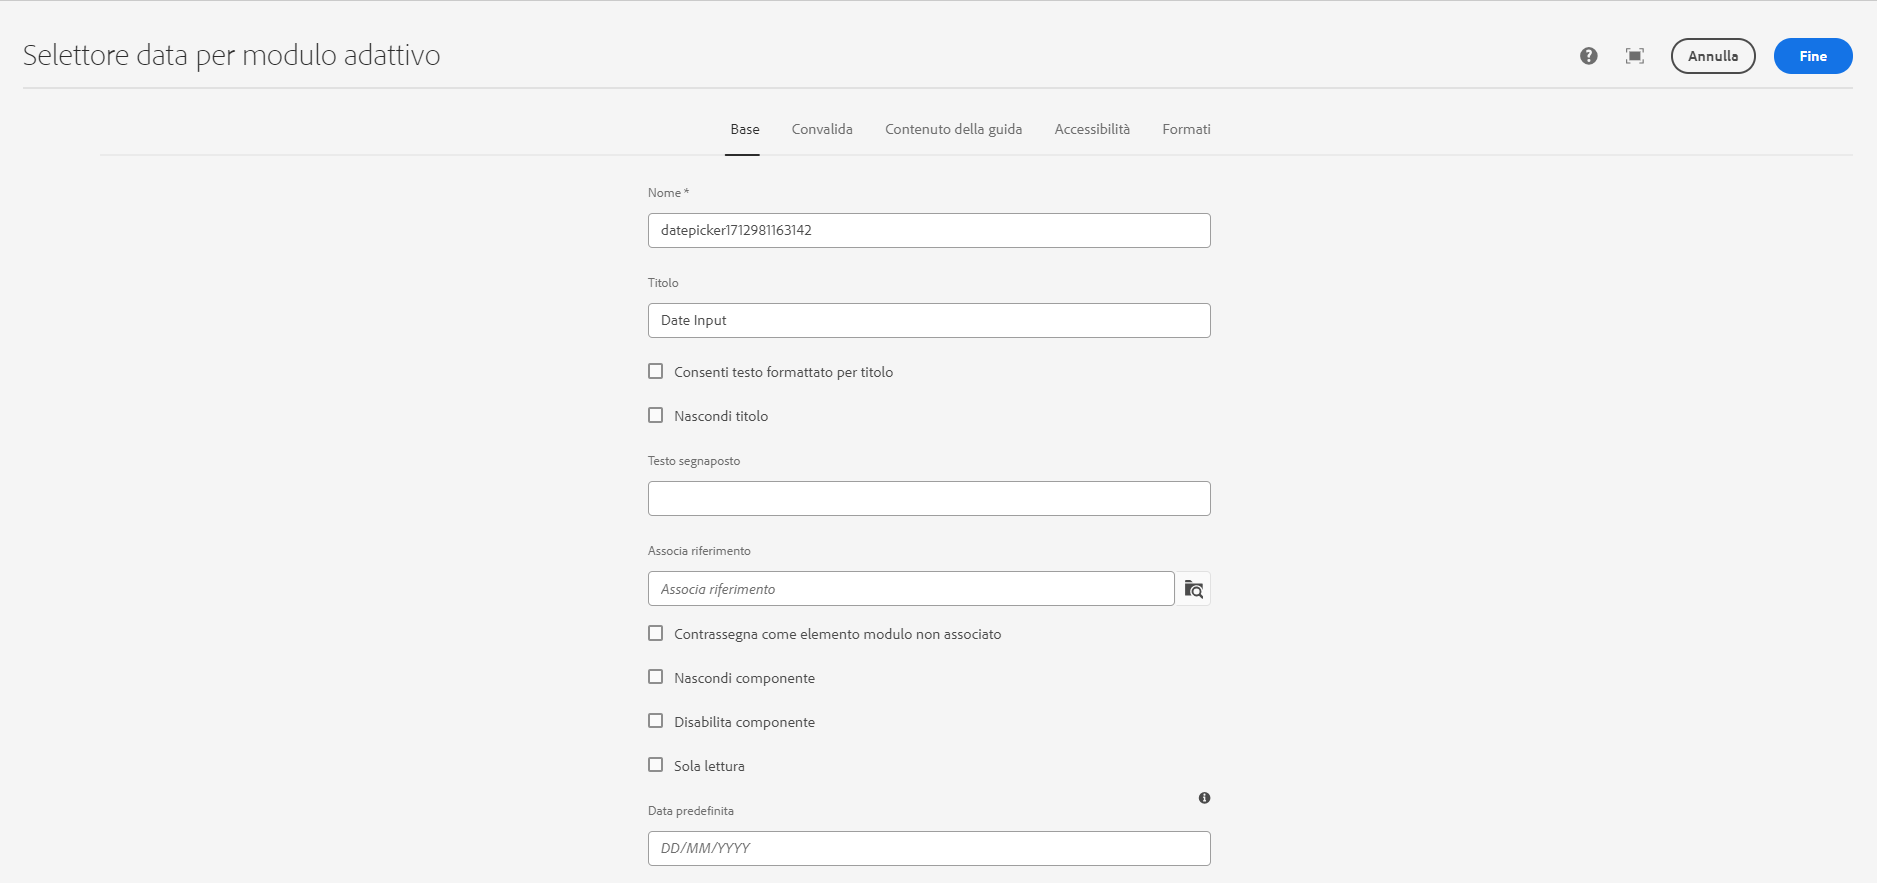 Selettore data per modulo adattivo
Annulla
Fine
Base
Convalida
Contenuto della guida
Accessibilità
Formati
Nome *
datepicker1712981163142
Titolo
Date Input
Consenti testo formattato per titolo
Nascondi titolo
Testo segnaposto
Associa riferimento
Associa riferimento
Contrassegna come elemento modulo non associato
Nascondi componente
Disabilita componente
Sola lettura
Data predefinita
DD/MM/YYYY